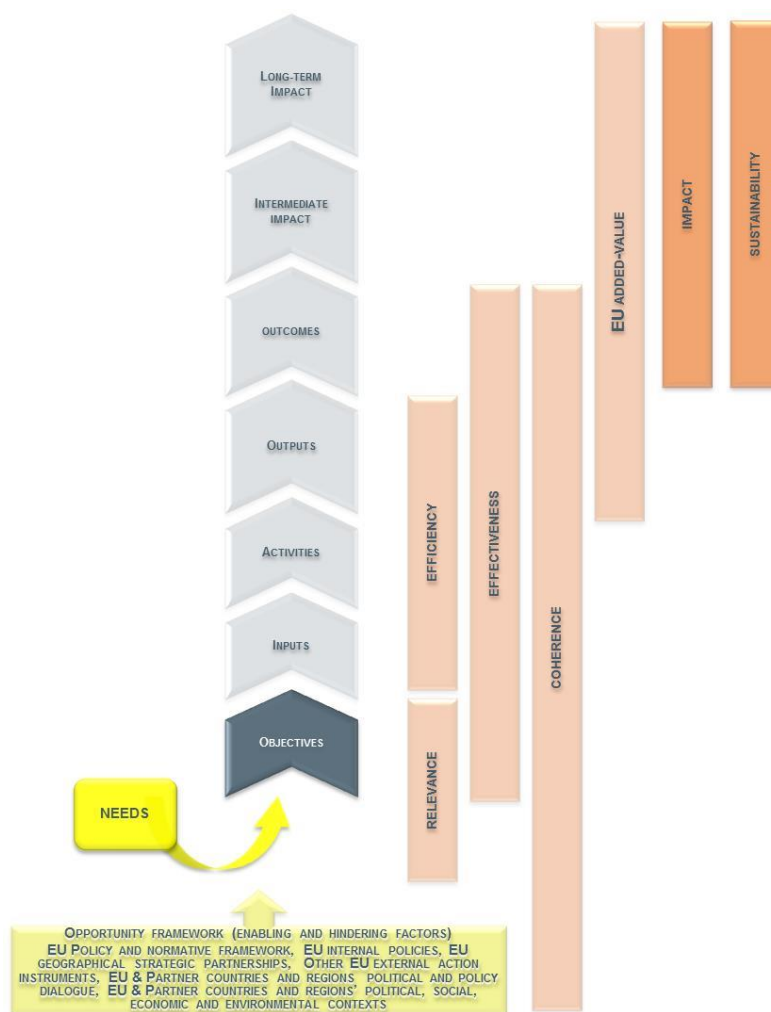 LONG-TERM
IMPACT
INTERMEDIATE
IMPACT
OUTCOMES
OUTPUTS
ACTIVITIES
INPUTS
OBJECTIVES
NEEDS
RELEVANCE
EFFICIENCY
EFFECTIVENESS
COHERENCE
EU ADDED-VALUE
IMPACT
SUSTAINABILITY
OPPORTUNITY FRAMEWORK (ENABLING AND HINDERING FACTORS)
EU POLICY AND NORMATIVE FRAMEWORK, EU INTERNAL POLICIES, EU
GEOGRAPHICAL STRATEGIC PARTNERSHIPS, OTHER EU EXTERNAL ACTION
INSTRUMENTS, EU & PARTNER COUNTRIES AND REGIONS POLITICAL AND POLICY
DIALOGUE, EU & PARTNER COUNTRIES AND REGIONS' POLITICAL, SOCIAL,
ECONOMIC AND ENVIRONMENTAL CONTEXTS